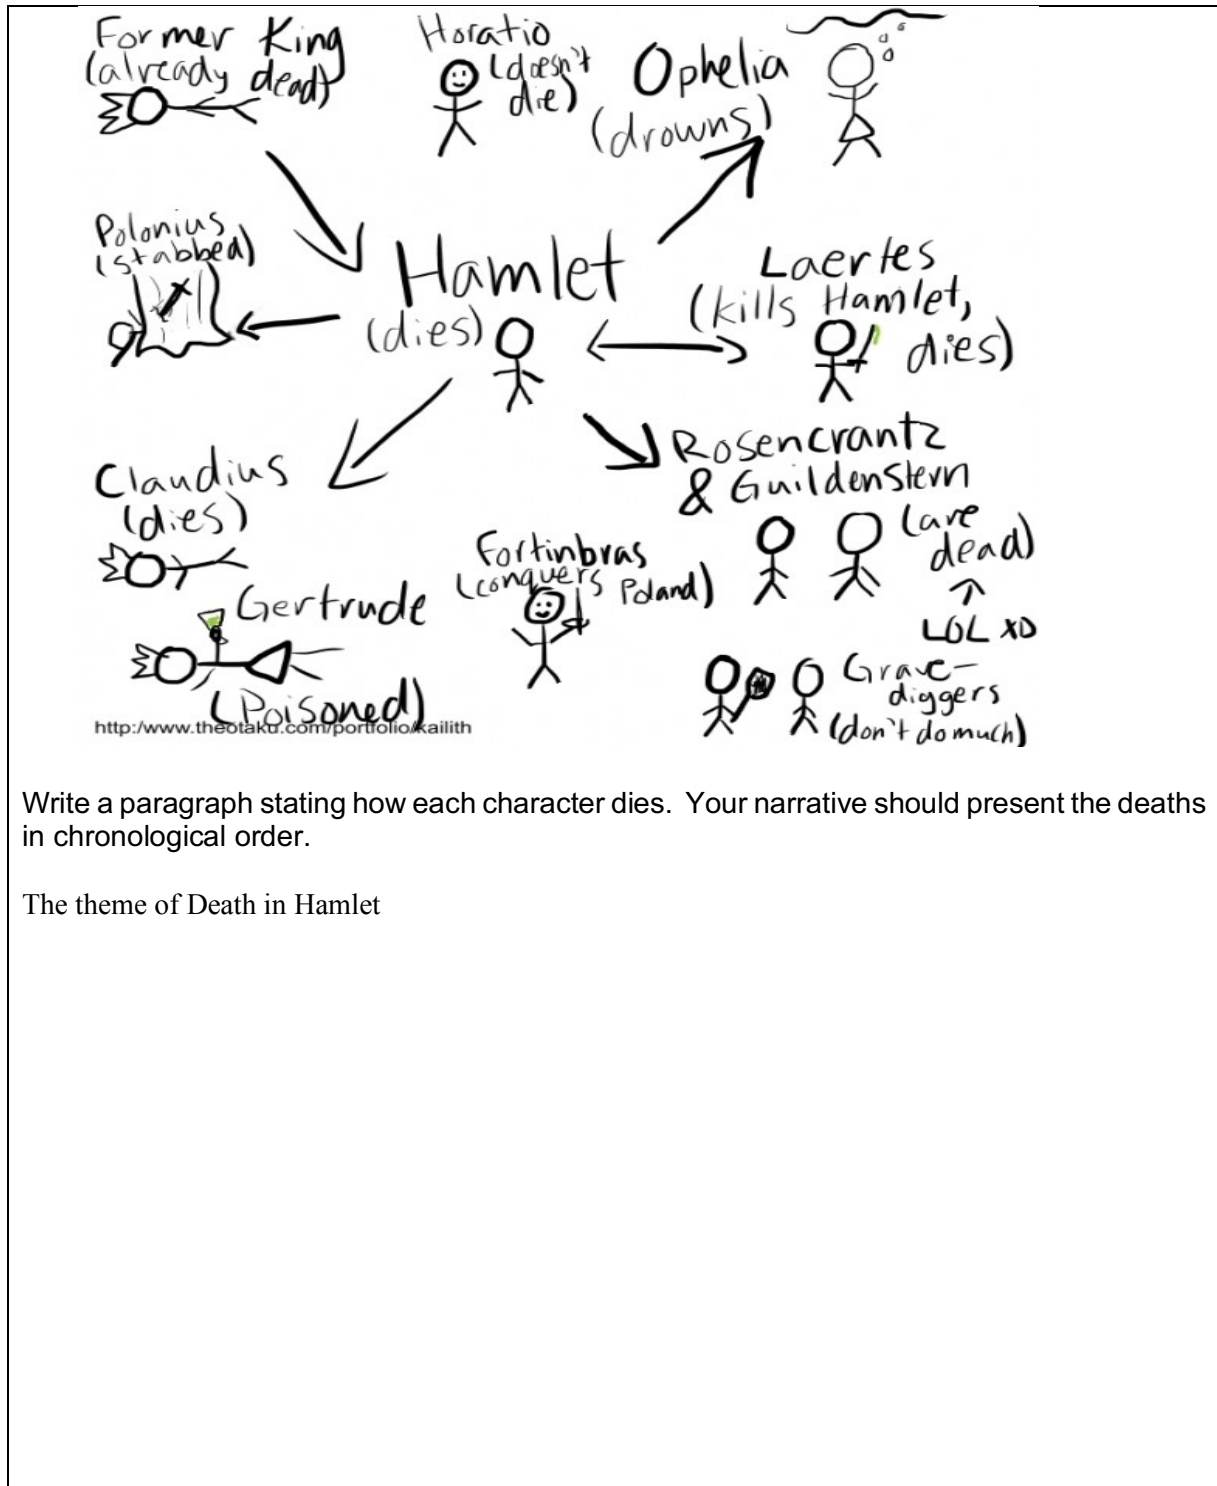 Former King
(already dead)
Horatio
(doesn't
die)
Ophelia
(drowns)
Polonius
(stabbed)
Hamlet
(dies)
Laertes
(kills Hamlet,
dies)
Claudius
(dies)
Rosencrantz
& Guildenstern
(are
dead)
LOL XD
Fortinbras
(conquers Poland)
Gertrude
(Poisoned)
Grave-
diggers
(don't do much)
http:/www.theotaku.com/portfolio/kailith
Write a paragraph stating how each character dies. Your narrative should present the deaths
in chronological order.
The theme of Death in Hamlet